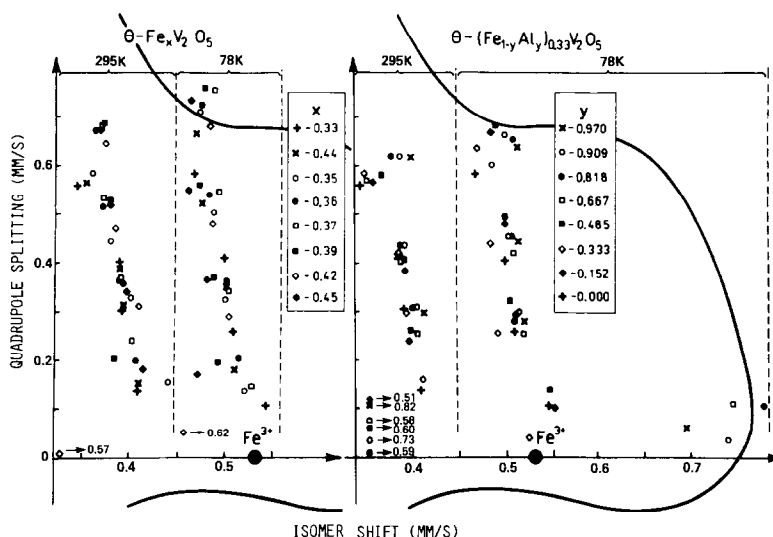 θ-FeₓV₂O₅
θ-(Fe₁₋ᵧAlᵧ)₀.₃₃V₂O₅
295K
78K
295K
78K
QUADRUPOLE SPLITTING (MM/S)
0.6
0.4
0.2
0
x
+ -0.33
× -0.44
○ -0.35
● -0.36
□ -0.37
■ -0.39
◇ -0.42
◆ -0.45
y
× -0.970
○ -0.909
● -0.818
□ -0.667
■ -0.485
◇ -0.333
◆ -0.152
+ -0.000
◇ → 0.57
◇ → 0.62
Fe³⁺
◆ → 0.51
× → 0.82
□ → 0.58
■ → 0.60
○ → 0.73
● → 0.59
Fe³⁺
0.4
0.5
0.4
0.5
0.6
0.7
ISOMER SHIFT (MM/S)